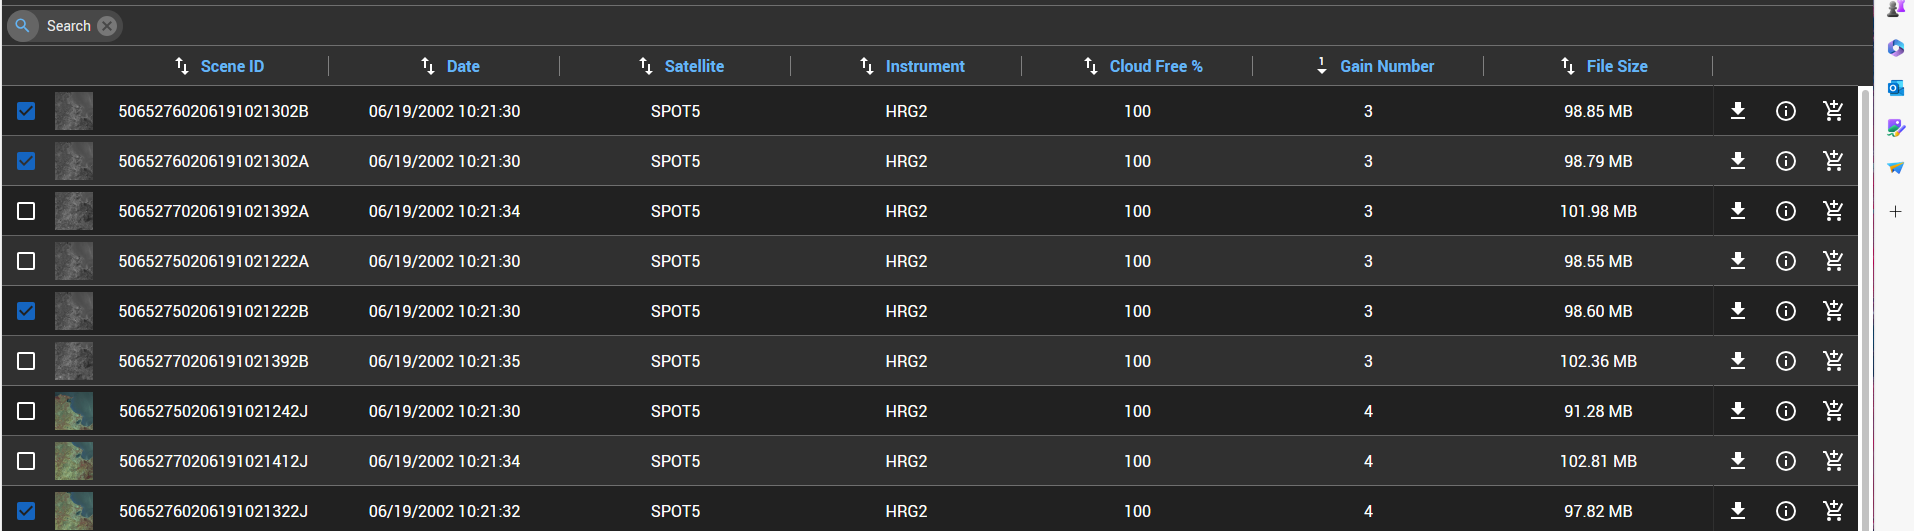 Search
Scene ID Date Satellite Instrument Cloud Free % 1 Gain Number File Size
50652760206191021302B 06/19/2002 10:21:30 SPOT5 HRG2 100 3 98.85 MB
50652760206191021302A 06/19/2002 10:21:30 SPOT5 HRG2 100 3 98.79 MB
50652770206191021392A 06/19/2002 10:21:34 SPOT5 HRG2 100 3 101.98 MB
50652750206191021222A 06/19/2002 10:21:30 SPOT5 HRG2 100 3 98.55 MB
50652750206191021222B 06/19/2002 10:21:30 SPOT5 HRG2 100 3 98.60 MB
50652770206191021392B 06/19/2002 10:21:35 SPOT5 HRG2 100 3 102.36 MB
50652750206191021242J 06/19/2002 10:21:30 SPOT5 HRG2 100 4 91.28 MB
50652770206191021412J 06/19/2002 10:21:34 SPOT5 HRG2 100 4 102.81 MB
50652760206191021322J 06/19/2002 10:21:32 SPOT5 HRG2 100 4 97.82 MB